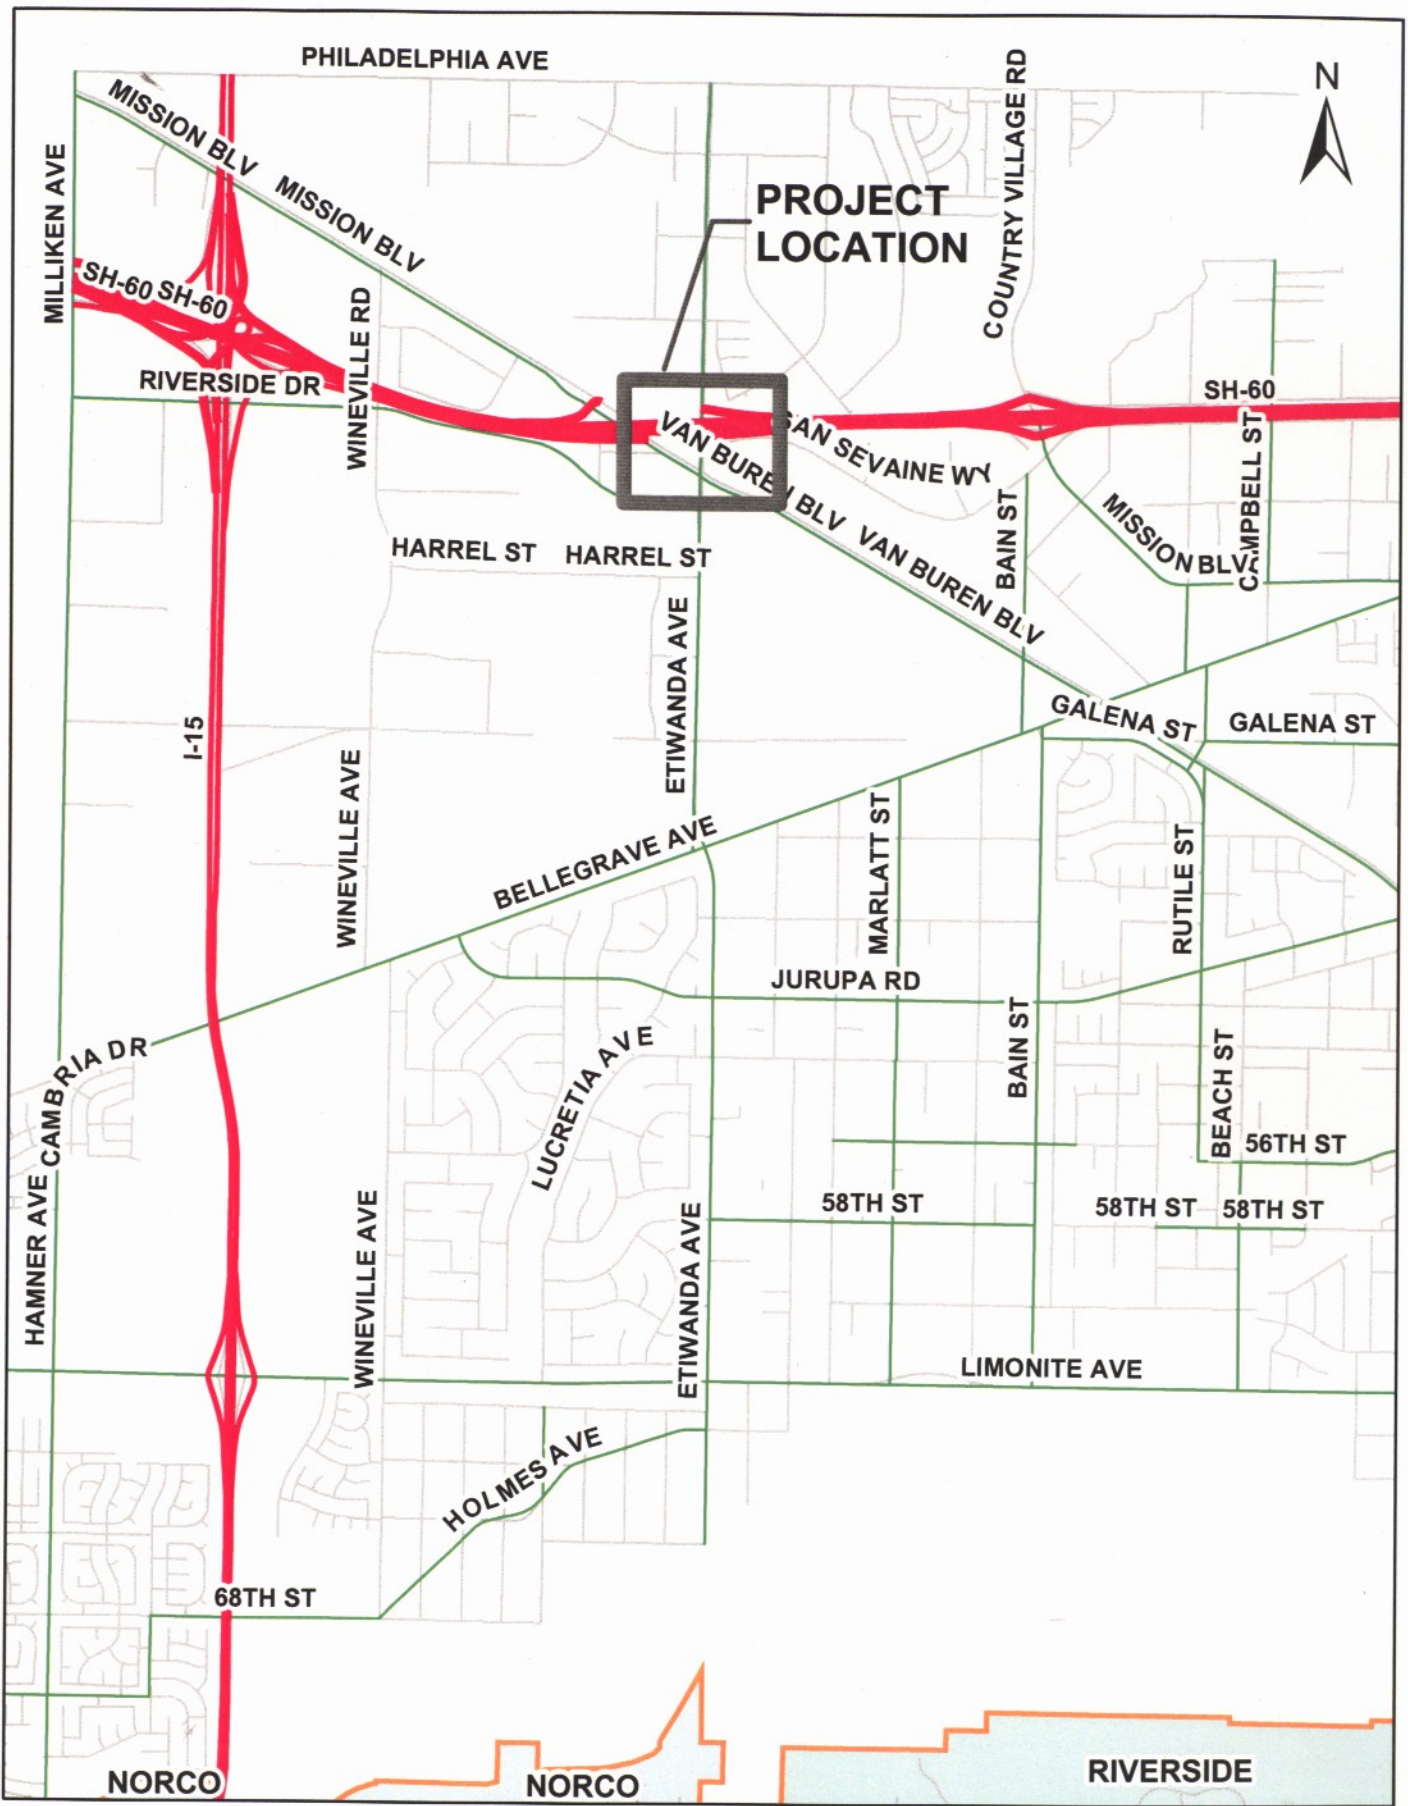 PHILADELPHIA AVE
N
MISSION BLV
MISSION BLV
MILLIKEN AVE
COUNTRY VILLAGE RD
PROJECT
LOCATION
SH-60
SH-60
WINEVILLE RD
RIVERSIDE DR
SH-60
VAN BUREN BLV
SAN SEVAINE WY
VAN BUREN BLV
BAIN ST
MISSION BLV
CAMPBELL ST
HARREL ST
HARREL ST
ETIWANDA AVE
I-15
GALENA ST
GALENA ST
WINEVILLE AVE
BELLEGRAVE AVE
MARLATT ST
RUTILE ST
JURUPA RD
BAIN ST
CAMBRIA DR
LUCRETIA AVE
BEACH ST
56TH ST
HAMNER AVE
WINEVILLE AVE
ETIWANDA AVE
58TH ST
58TH ST
58TH ST
LIMONITE AVE
HOLMES AVE
68TH ST
NORCO
NORCO
RIVERSIDE